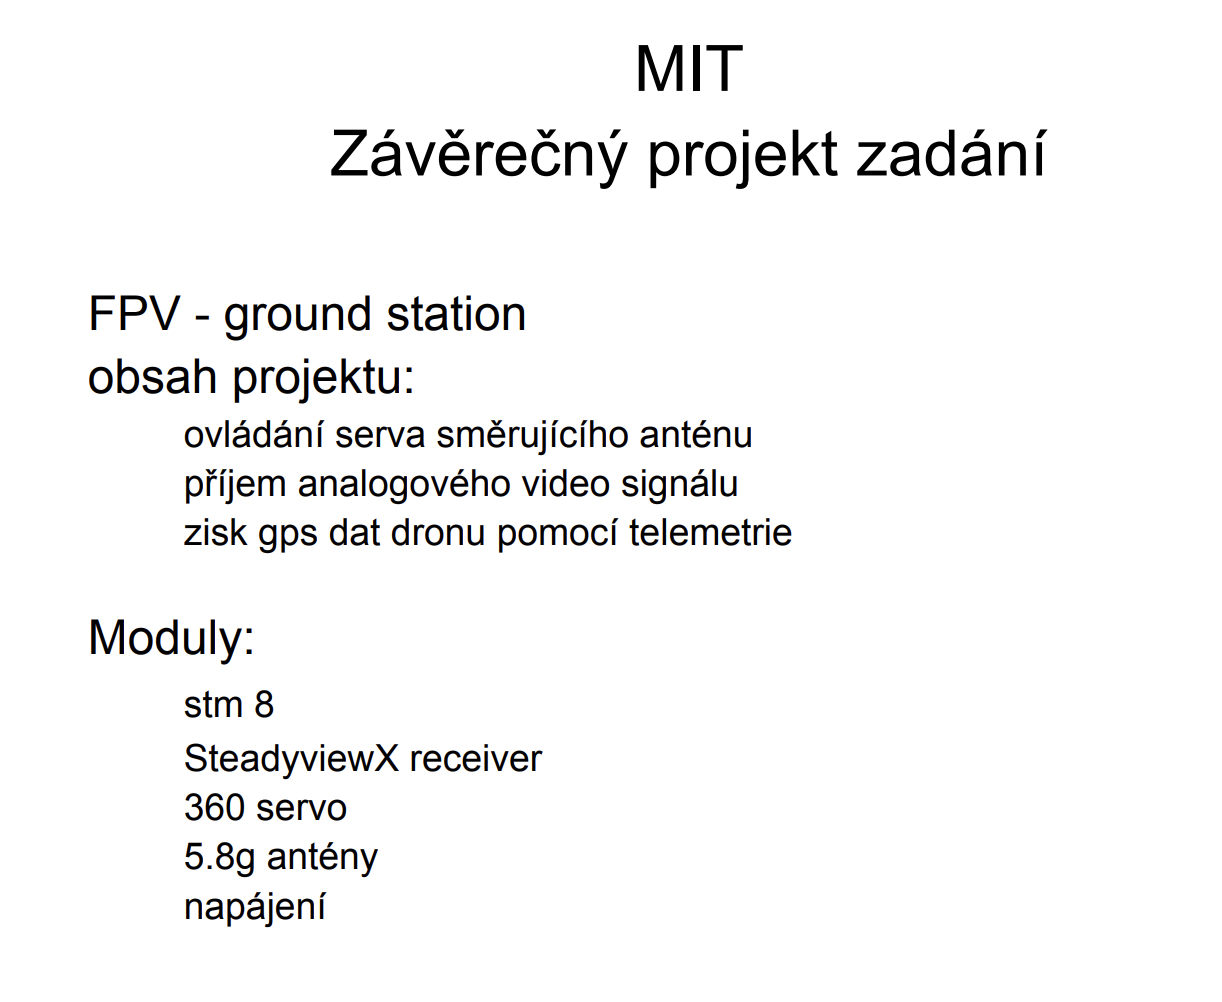 MIT
Závěrečný projekt zadání
FPV - ground station
obsah projektu:
ovládání serva směrujícího anténu
příjem analogového video signálu
zisk gps dat dronu pomocí telemetrie
Moduly:
stm 8
SteadyviewX receiver
360 servo
5.8g antény
napájení